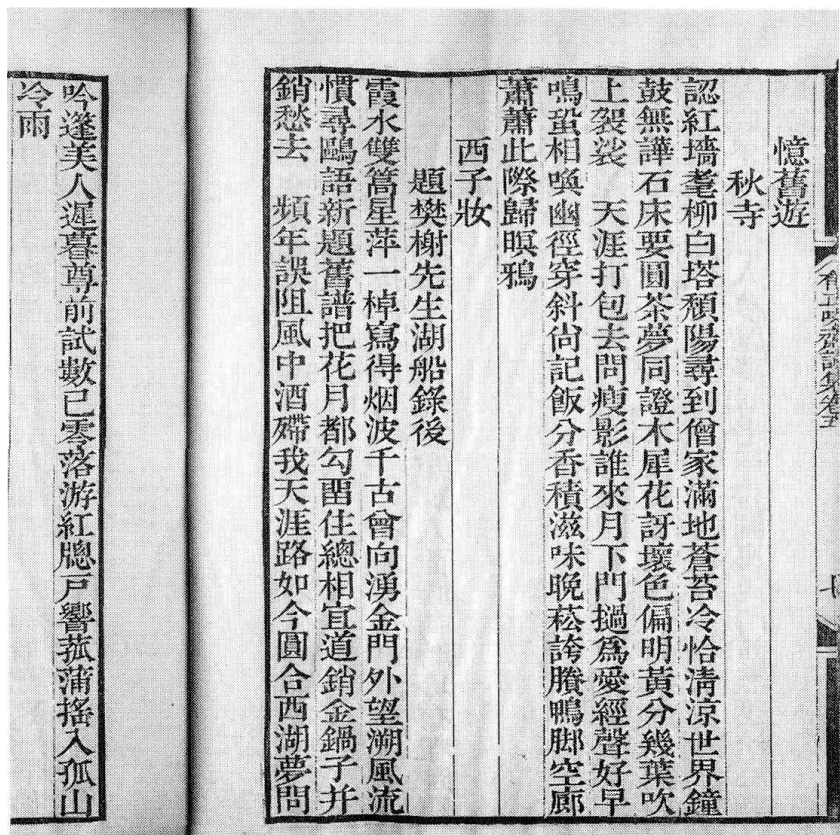 憶舊遊
秋寺
認紅墻耄柳白塔頹陽尋到僧家滿地蒼苔冷恰清涼世界鐘
鼓無譁石床要圓茶夢同證木犀花訝壞色偏明黃分幾葉吹
上袈裟　天涯打包去問瘦影誰來月下門撾爲愛經聲好早
鳴蛩相喚幽徑穿斜尙記飯分香積滋味晚菘誇賸鴨脚空廊
蕭蕭此際歸暝鴉
西子妝
題樊榭先生湖船錄後
霞水雙篙星萍一棹寫得烟波千古曾向湧金門外望溯風流
慣尋鷗語新題舊譜把花月都勾畱住總相宜道銷金鍋子并
銷愁去　頻年誤阻風中酒殢我天涯路如今圓合西湖夢問
吟篷美人遲暮尊前試數已零落游紅牕戸響菰蒲搖入孤山
冷雨